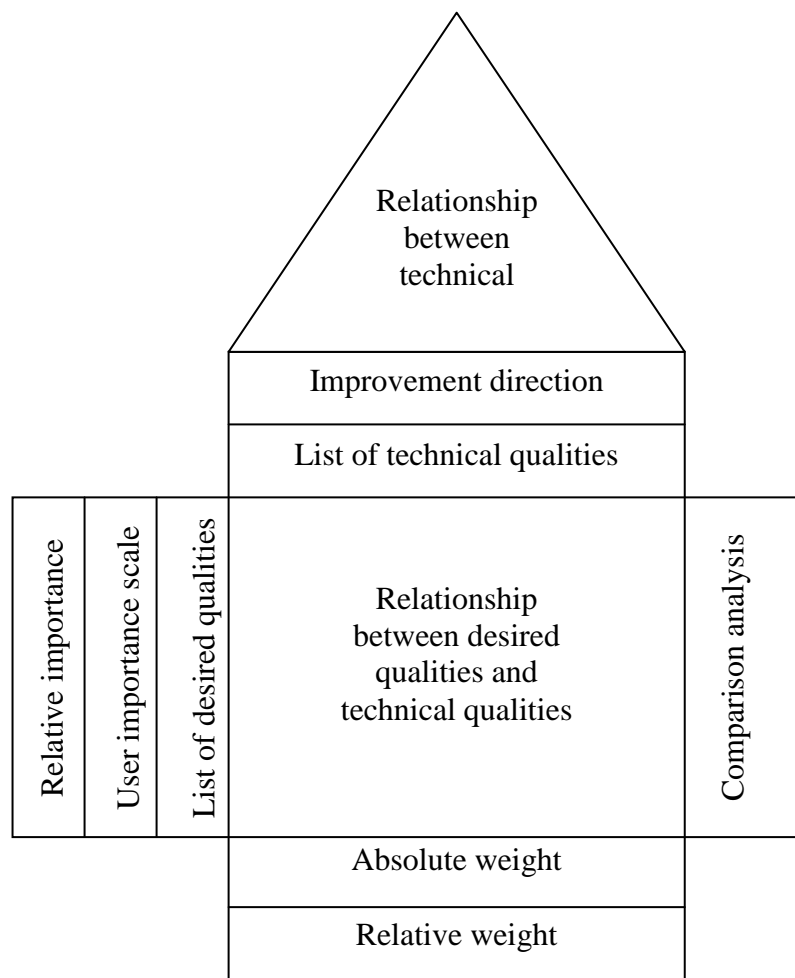 Relationship
between
technical
Improvement direction
List of technical qualities
Relative importance
User importance scale
List of desired qualities
Relationship
between desired
qualities and
technical qualities
Comparison analysis
Absolute weight
Relative weight